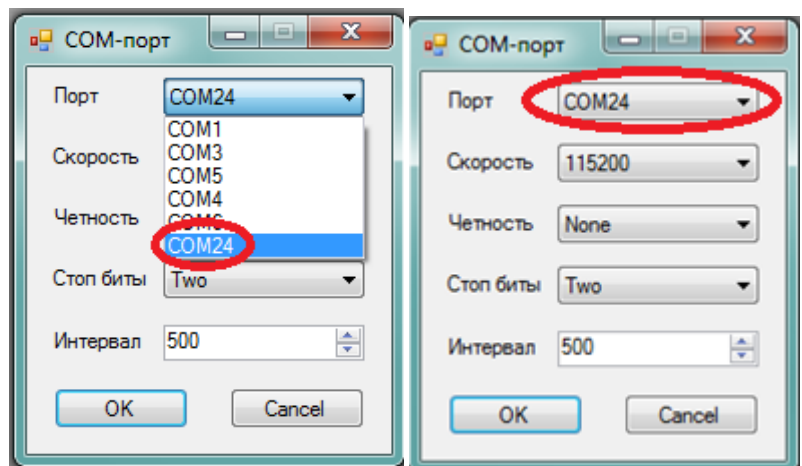 COM-порт
Порт COM24
COM1
COM3
Скорость
COM5
COM4
Четность
COM24
Стоп биты Two
Интервал 500
OK Cancel
COM-порт
Порт COM24
Скорость 115200
Четность None
Стоп биты Two
Интервал 500
OK Cancel